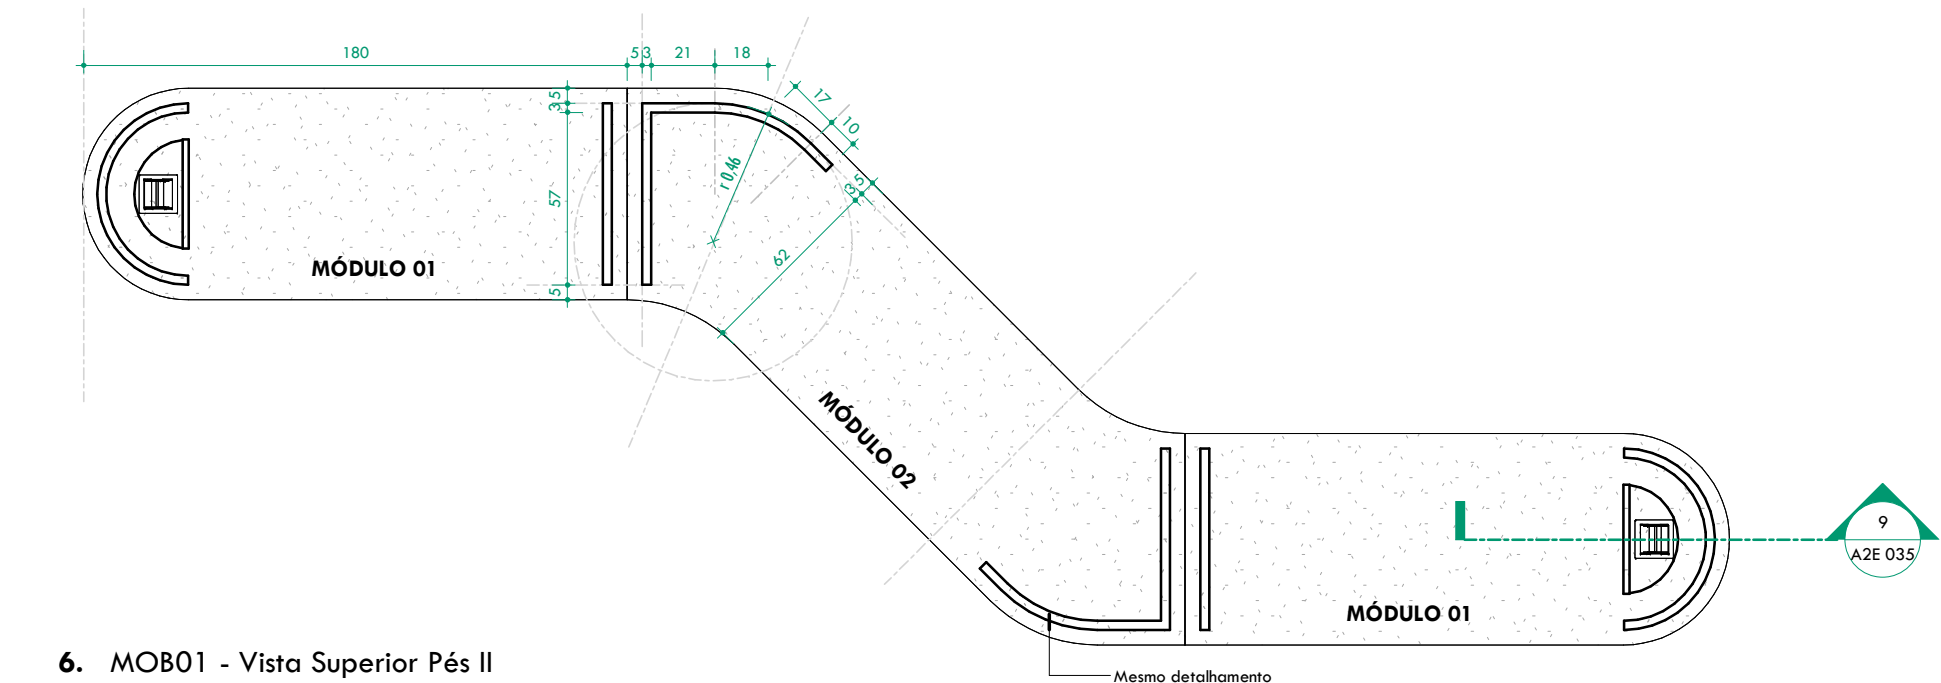 180
5
3
21
18
5
3
17
10
r 0,46
57
3
5
62
5
MÓDULO 01
MÓDULO 02
9
A2E 035
MÓDULO 01
6. MOB01 - Vista Superior Pés II
Mesmo detalhamento